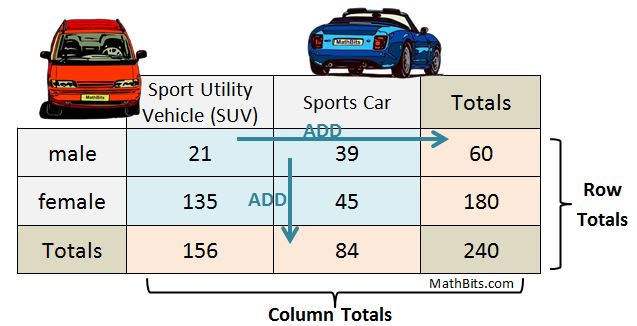 MathBits
MathBits
Sport Utility
Vehicle (SUV)
Sports Car
Totals
ADD
male
21
39
60
female
135
ADD
45
180
Totals
156
84
240
Row
Totals
MathBits.com
Column Totals